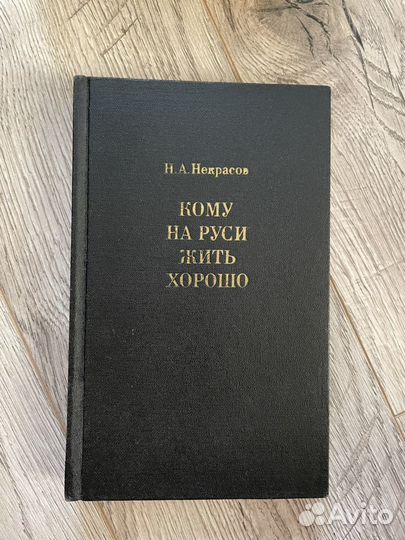 Н. А. Некрасов
КОМУ
НА РУСИ
ЖИТЬ
ХОРОШО
Avito